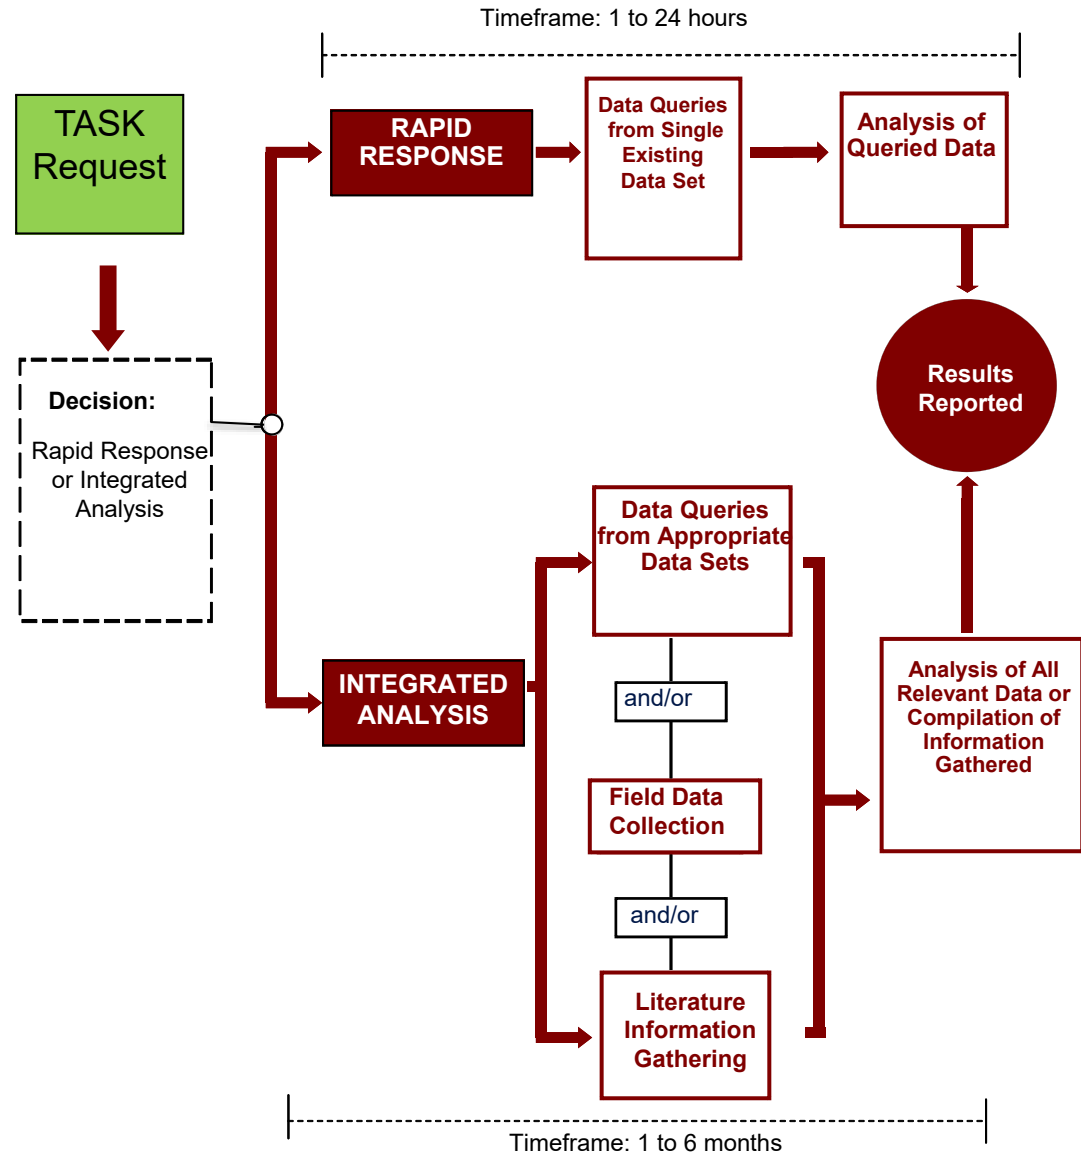 Timeframe: 1 to 24 hours
TASK
Request
RAPID
RESPONSE
Data Queries
from Single
Existing
Data Set
Analysis of
Queried Data
Decision:
Rapid Response
or Integrated
Analysis
Results
Reported
INTEGRATED
ANALYSIS
Data Queries
from Appropriate
Data Sets
and/or
Field Data
Collection
and/or
Literature
Information
Gathering
Analysis of All
Relevant Data or
Compilation of
Information
Gathered
Timeframe: 1 to 6 months